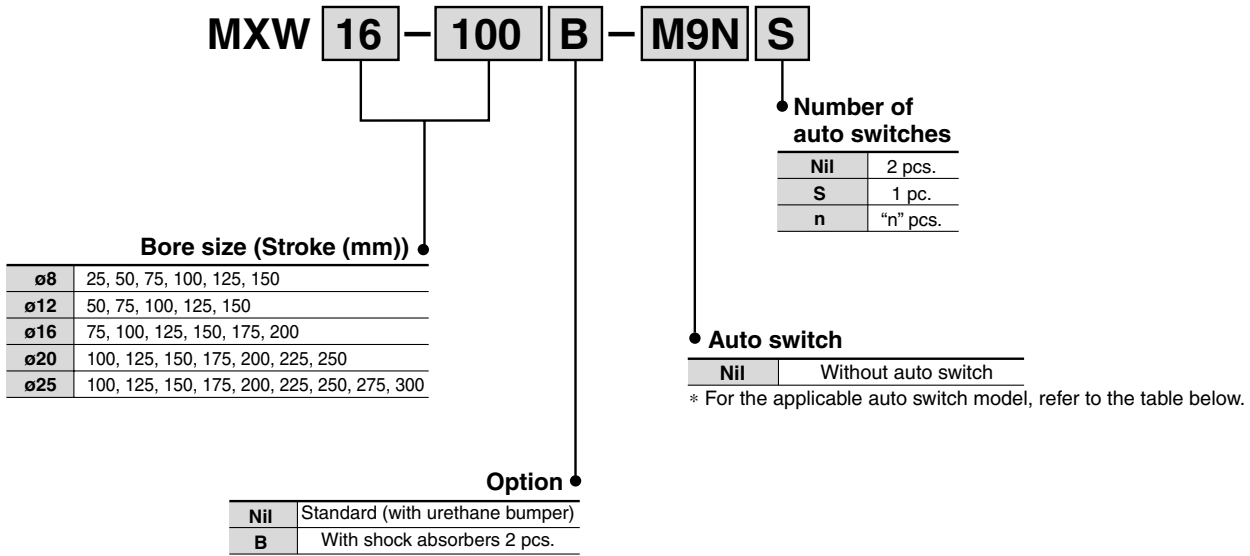 MXW 16 – 100 B – M9N S
Number of
auto switches
Nil 2 pcs.
S 1 pc.
n “n” pcs.
Bore size (Stroke (mm))
ø8 25, 50, 75, 100, 125, 150
ø12 50, 75, 100, 125, 150
ø16 75, 100, 125, 150, 175, 200
ø20 100, 125, 150, 175, 200, 225, 250
ø25 100, 125, 150, 175, 200, 225, 250, 275, 300
Auto switch
Nil Without auto switch
* For the applicable auto switch model, refer to the table below.
Option
Nil Standard (with urethane bumper)
B With shock absorbers 2 pcs.